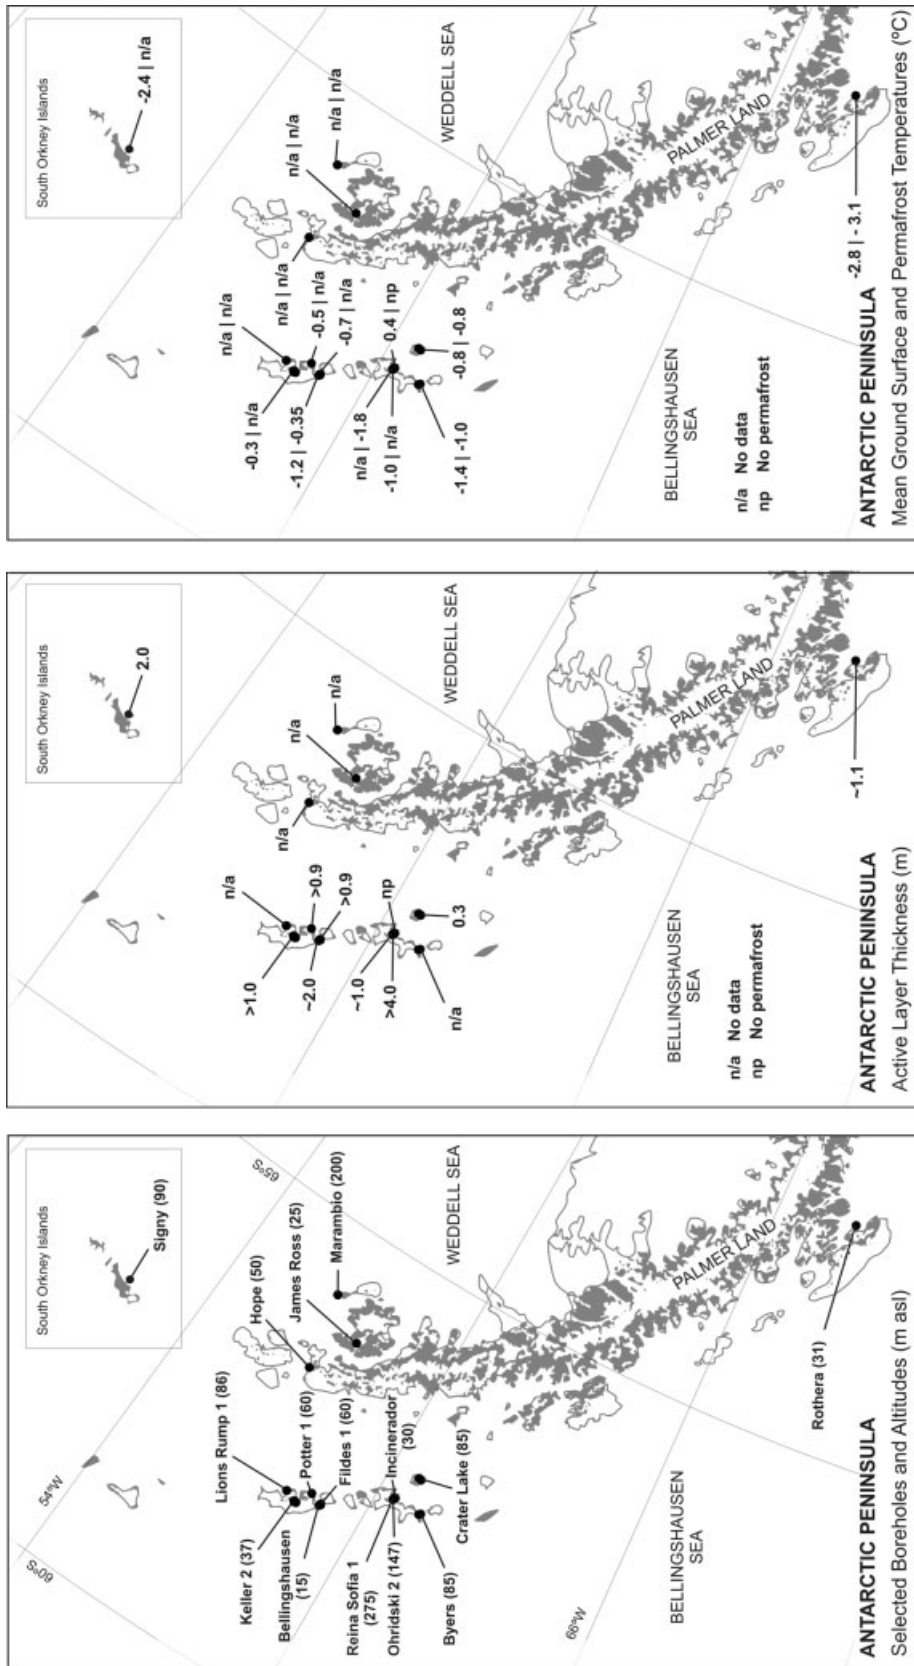 South Orkney Islands
Signy (90)
54ºW
60ºS
65ºS
Lions Rump 1 (86)
Hope (50)
Keller 2 (37)
Potter 1 (60)
James Ross (25)
Bellingshausen
(15)
Fildes 1 (60)
Marambio (200)
Reina Sofia 1
(275)
Incinerador
(30)
Ohridski 2 (147)
Crater Lake (85)
Byers (85)
WEDDELL SEA
66ºW
BELLINGSHAUSEN
SEA
PALMER LAND
Rothera (31)
ANTARCTIC PENINSULA
Selected Boreholes and Altitudes (m asl)
South Orkney Islands
2.0
n/a
n/a
n/a
n/a
>1.0
>0.9
~2.0
>0.9
~1.0
np
>4.0
0.3
n/a
WEDDELL SEA
BELLINGSHAUSEN
SEA
PALMER LAND
n/a No data
np No permafrost
~1.1
ANTARCTIC PENINSULA
Active Layer Thickness (m)
South Orkney Islands
-2.4 | n/a
n/a | n/a
n/a | n/a
n/a | n/a
n/a | n/a
-0.3 | n/a
-0.5 | n/a
-1.2 | -0.35
-0.7 | n/a
n/a | -1.8
0.4 | np
-1.0 | n/a
-0.8 | -0.8
-1.4 | -1.0
WEDDELL SEA
BELLINGSHAUSEN
SEA
PALMER LAND
n/a No data
np No permafrost
-2.8 | - 3.1
ANTARCTIC PENINSULA
Mean Ground Surface and Permafrost Temperatures (ºC)